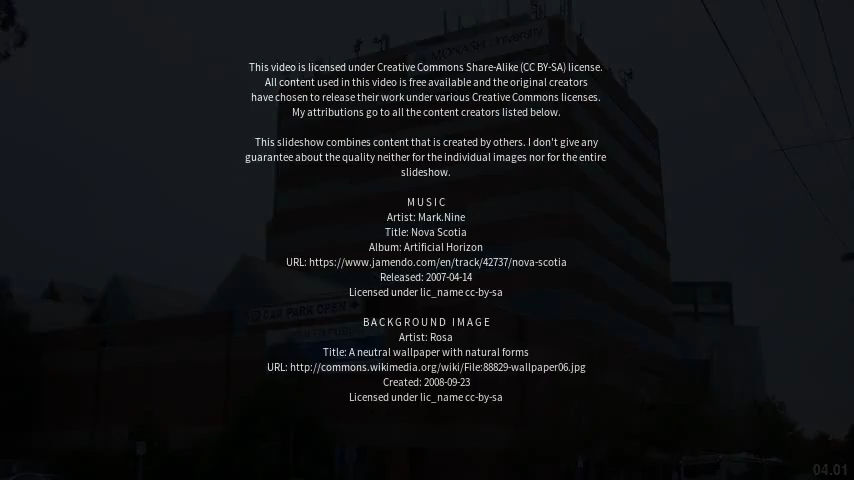 MONASH University
This video is licensed under Creative Commons Share-Alike (CC BY-SA) license.
All content used in this video is free available and the original creators
have chosen to release their work under various Creative Commons licenses.
My attributions go to all the content creators listed below.
This slideshow combines content that is created by others. I don't give any
guarantee about the quality neither for the individual images nor for the entire
slideshow.
MUSIC
Artist: Mark.Nine
Title: Nova Scotia
Album: Artificial Horizon
URL: https://www.jamendo.com/en/track/42737/nova-scotia
Released: 2007-04-14
Licensed under lic_name cc-by-sa
CAR PARK OPEN
BACKGROUND IMAGE
Artist: Rosa
Title: A neutral wallpaper with natural forms
URL: http://commons.wikimedia.org/wiki/File:88829-wallpaper06.jpg
Created: 2008-09-23
Licensed under lic_name cc-by-sa
04.01